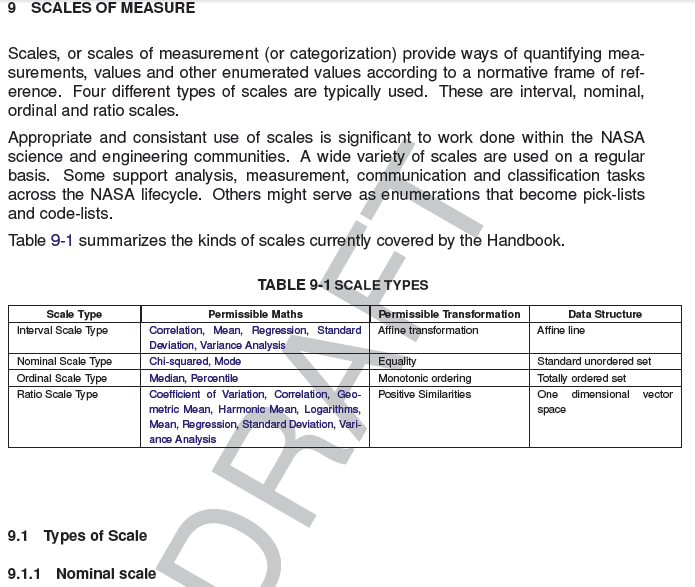 9 SCALES OF MEASURE
Scales, or scales of measurement (or categorization) provide ways of quantifying mea-
surements, values and other enumerated values according to a normative frame of ref-
erence. Four different types of scales are typically used. These are interval, nominal,
ordinal and ratio scales.
Appropriate and consistant use of scales is significant to work done within the NASA
science and engineering communities. A wide variety of scales are used on a regular
basis. Some support analysis, measurement, communication and classification tasks
across the NASA lifecycle. Others might serve as enumerations that become pick-lists
and code-lists.
Table 9-1 summarizes the kinds of scales currently covered by the Handbook.
TABLE 9-1 SCALE TYPES
Scale Type Permissible Maths Permissible Transformation Data Structure
Interval Scale Type Correlation, Mean, Regression, Standard Affine transformation Affine line
Deviation, Variance Analysis
Nominal Scale Type Chi-squared, Mode Equality Standard unordered set
Ordinal Scale Type Median, Percentile Monotonic ordering Totally ordered set
Ratio Scale Type Coefficient of Variation, Correlation, Geo- Positive Similarities One dimensional vector
metric Mean, Harmonic Mean, Logarithms, space
Mean, Regression, Standard Deviation, Vari-
ance Analysis
9.1 Types of Scale
9.1.1 Nominal scale
DRAFT